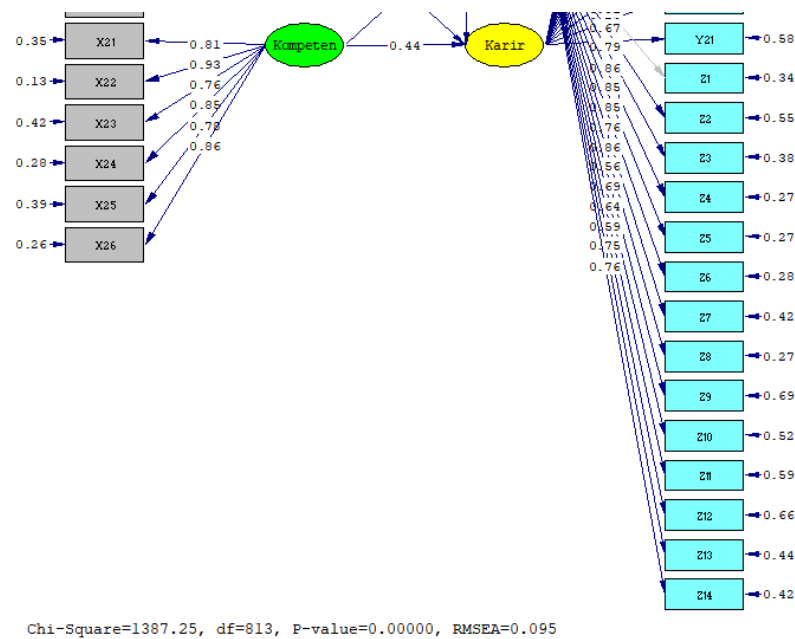 0.35 X21 0.81 Kompeten 0.44 Karir 0.67 Y21 0.58
0.93 0.79 Z1 0.34
0.13 X22 0.76 0.86
0.42 X23 0.85 0.85 Z2 0.55
0.78 0.85
0.28 X24 0.86 0.76 Z3 0.38
0.86
0.39 X25 0.56 Z4 0.27
0.69
0.26 X26 0.64 Z5 0.27
0.59
0.75 Z6 0.28
0.76
Z7 0.42
Z8 0.27
Z9 0.69
Z10 0.52
Z11 0.59
Z12 0.66
Z13 0.44
Z14 0.42
Chi-Square=1387.25, df=813, P-value=0.00000, RMSEA=0.095